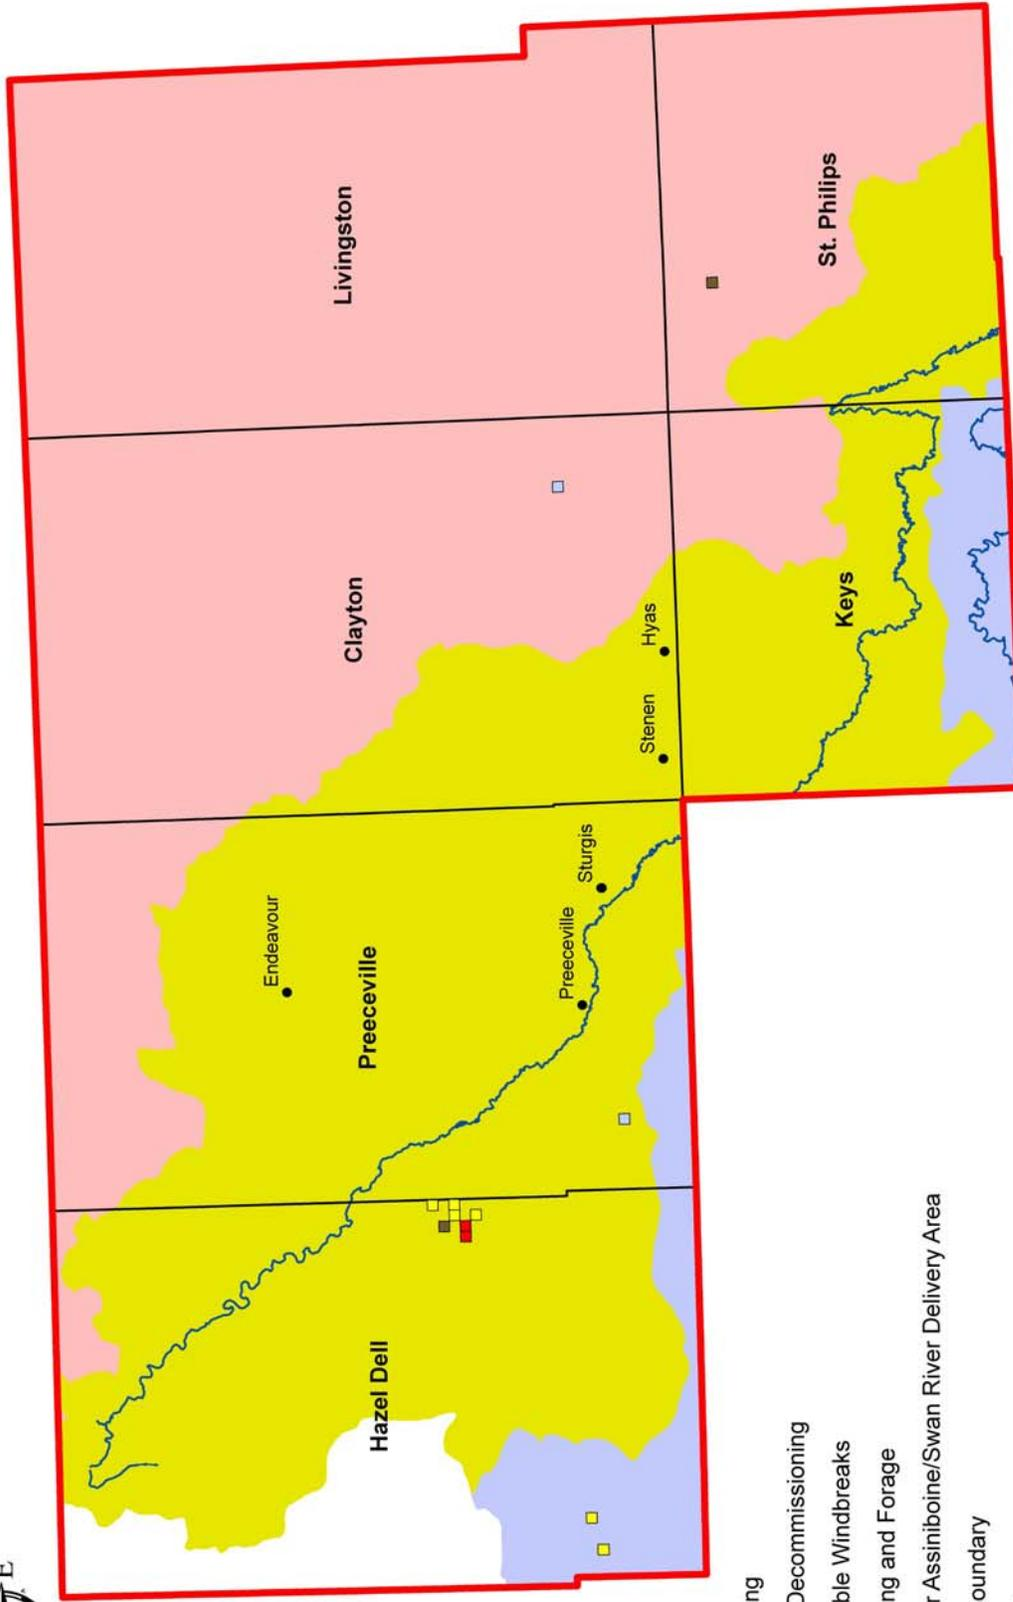 E
Livingston
St. Philips
Clayton
Hyas
Keys
Stenen
Endeavour
Sturgis
Preeceville
Preeceville
Hazel Dell
ng
Decommissioning
ble Windbreaks
ng and Forage
r Assiniboine/Swan River Delivery Area
oundary